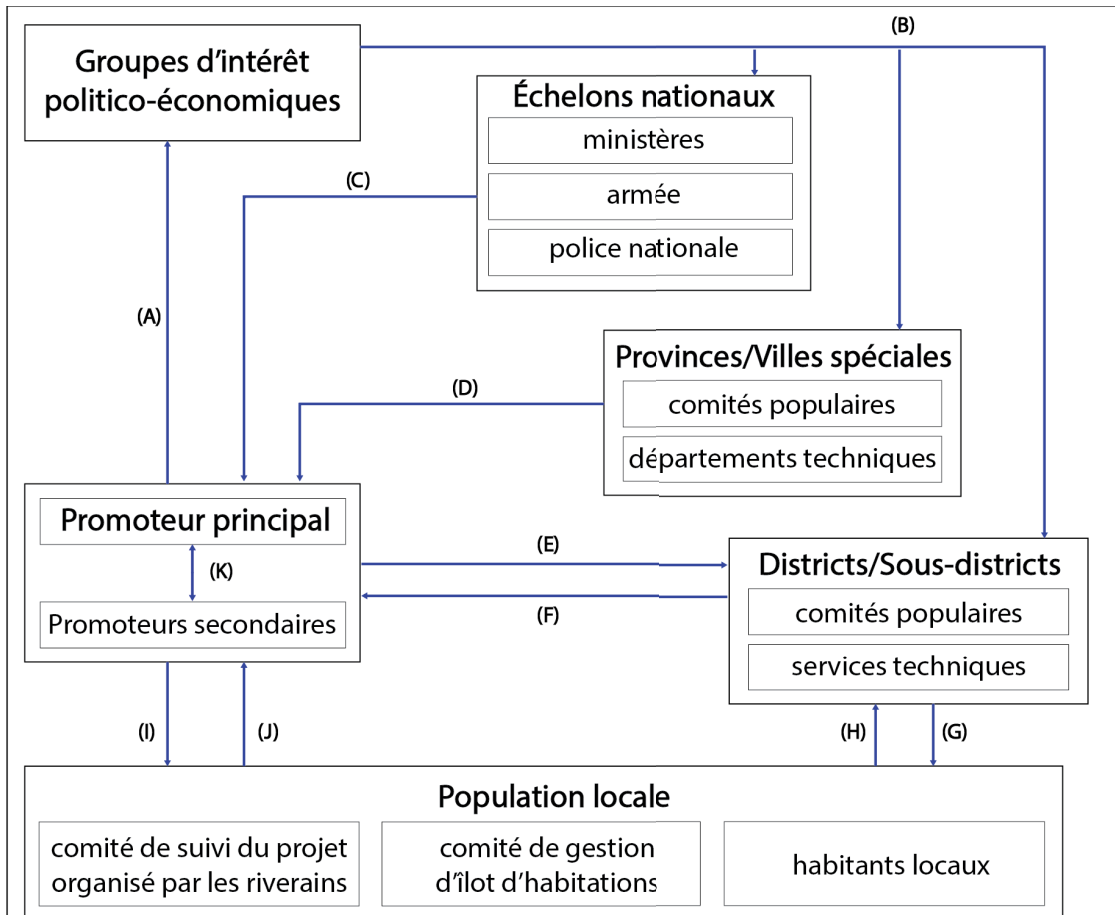 (B)
Groupes d'intérêt
politico-économiques
Échelons nationaux
ministères
(C)
armée
police nationale
(A)
Provinces/Villes spéciales
(D)
comités populaires
départements techniques
Promoteur principal
(E)
Districts/Sous-districts
(K)
(F)
comités populaires
Promoteurs secondaires
services techniques
(I)
(J)
(H)
(G)
Population locale
comité de suivi du projet
organisé par les riverains
comité de gestion
d'îlot d'habitations
habitants locaux